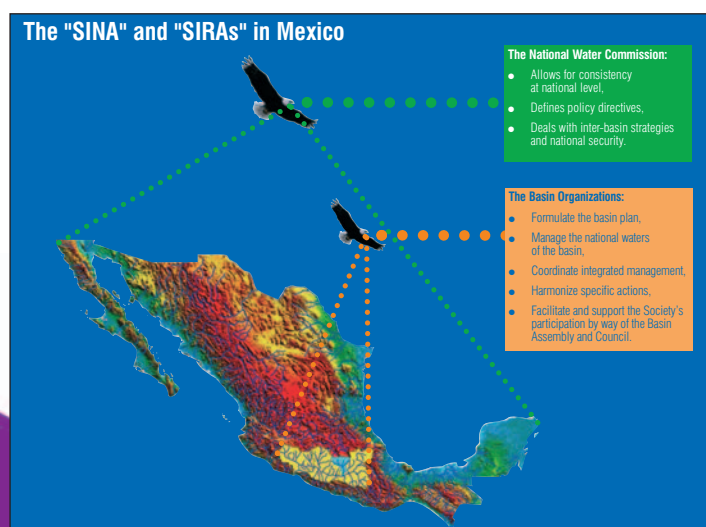 The "SINA" and "SIRAs" in Mexico
The National Water Commission:
● Allows for consistency
at national level,
● Defines policy directives,
● Deals with inter-basin strategies
and national security.
The Basin Organizations:
● Formulate the basin plan,
● Manage the national waters
of the basin,
● Coordinate integrated management,
● Harmonize specific actions,
● Facilitate and support the Society's
participation by way of the Basin
Assembly and Council.